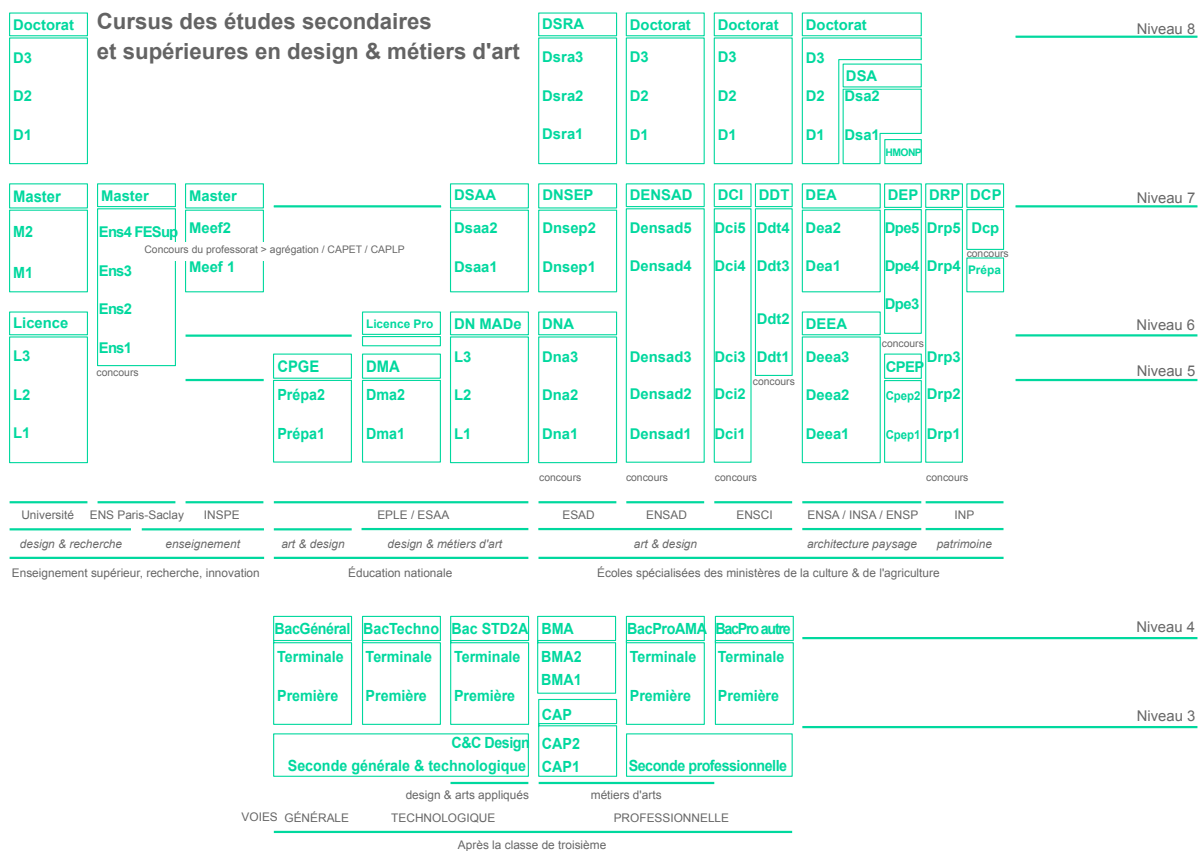 Cursus des études secondaires
et supérieures en design & métiers d'art
Doctorat DSRA Doctorat Doctorat Doctorat Niveau 8
D3 Dsra3 D3 D3 D3
DSA
D2 Dsra2 D2 D2 D2 Dsa2
D1 Dsra1 D1 D1 D1 Dsa1
HMONP
Master Master Master DSAA DNSEP DENSAD DCI DDT DEA DEP DRP DCP Niveau 7
M2 Ens4 FESup Meef2 Dsaa2 Dnsep2 Densad5 Dci5 Ddt4 Dea2 Dpe5 Drp5 Dcp
Concours du professorat > agrégation / CAPET / CAPLP
concours
M1 Ens3 Meef 1 Dsaa1 Dnsep1 Densad4 Dci4 Ddt3 Dea1 Dpe4 Drp4 Prépa
Ens2 Dpe3
Licence Licence Pro DN MADe DNA Ddt2 DEEA Niveau 6
Ens1 concours
L3 L3 Dna3 Densad3 Dci3 Ddt1 Deea3 Drp3
concours CPGE DMA concours CPEP Niveau 5
L2 Prépa2 Dma2 L2 Dna2 Densad2 Dci2 Deea2 Cpep2 Drp2
L1 Prépa1 Dma1 L1 Dna1 Densad1 Dci1 Deea1 Cpep1 Drp1
concours concours concours concours
Université ENS Paris-Saclay INSPE EPLE / ESAA ESAD ENSAD ENSCI ENSA / INSA / ENSP INP
design & recherche enseignement art & design design & métiers d'art art & design architecture paysage patrimoine
Enseignement supérieur, recherche, innovation Éducation nationale Écoles spécialisées des ministères de la culture & de l'agriculture
BacGénéral BacTechno Bac STD2A BMA BacProAMA BacPro autre Niveau 4
Terminale Terminale Terminale BMA2 Terminale Terminale
BMA1
Première Première Première Première Première
CAP Niveau 3
C&C Design CAP2
Seconde générale & technologique CAP1 Seconde professionnelle
design & arts appliqués métiers d'arts
VOIES GÉNÉRALE TECHNOLOGIQUE PROFESSIONNELLE
Après la classe de troisième